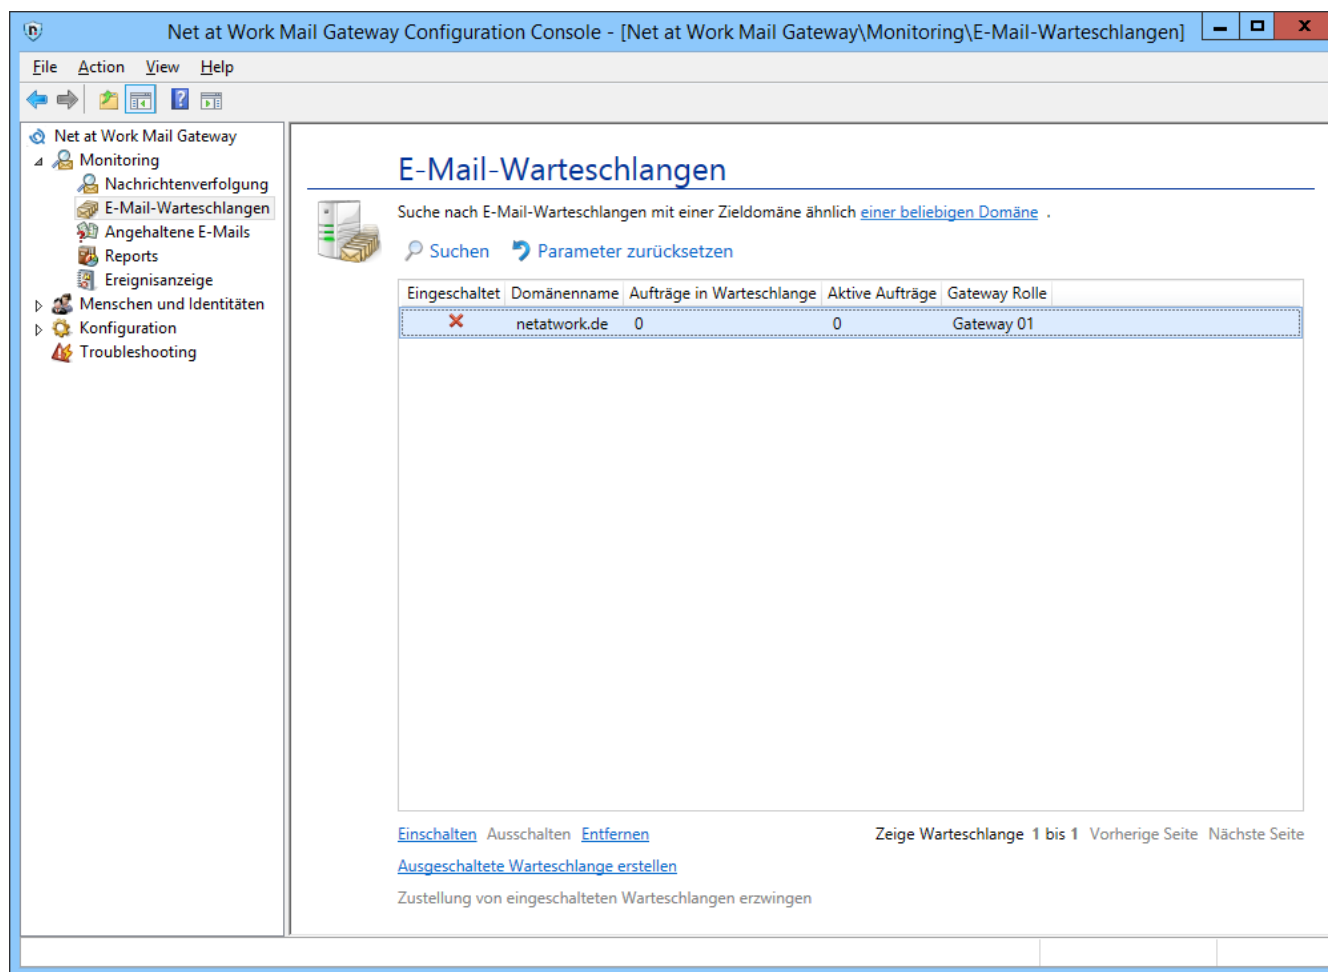 Net at Work Mail Gateway Configuration Console - [Net at Work Mail Gateway\Monitoring\E-Mail-Warteschlangen]
File Action View Help
Net at Work Mail Gateway
Monitoring
Nachrichtenverfolgung
E-Mail-Warteschlangen
Angehaltene E-Mails
Reports
Ereignisanzeige
Menschen und Identitäten
Konfiguration
Troubleshooting
E-Mail-Warteschlangen
Suche nach E-Mail-Warteschlangen mit einer Zieldomäne ähnlich einer beliebigen Domäne .
Suchen Parameter zurücksetzen
Eingeschaltet Domänenname Aufträge in Warteschlange Aktive Aufträge Gateway Rolle
netatwork.de 0 0 Gateway 01
Einschalten Ausschalten Entfernen Zeige Warteschlange 1 bis 1 Vorherige Seite Nächste Seite
Ausgeschaltete Warteschlange erstellen
Zustellung von eingeschalteten Warteschlangen erzwingen